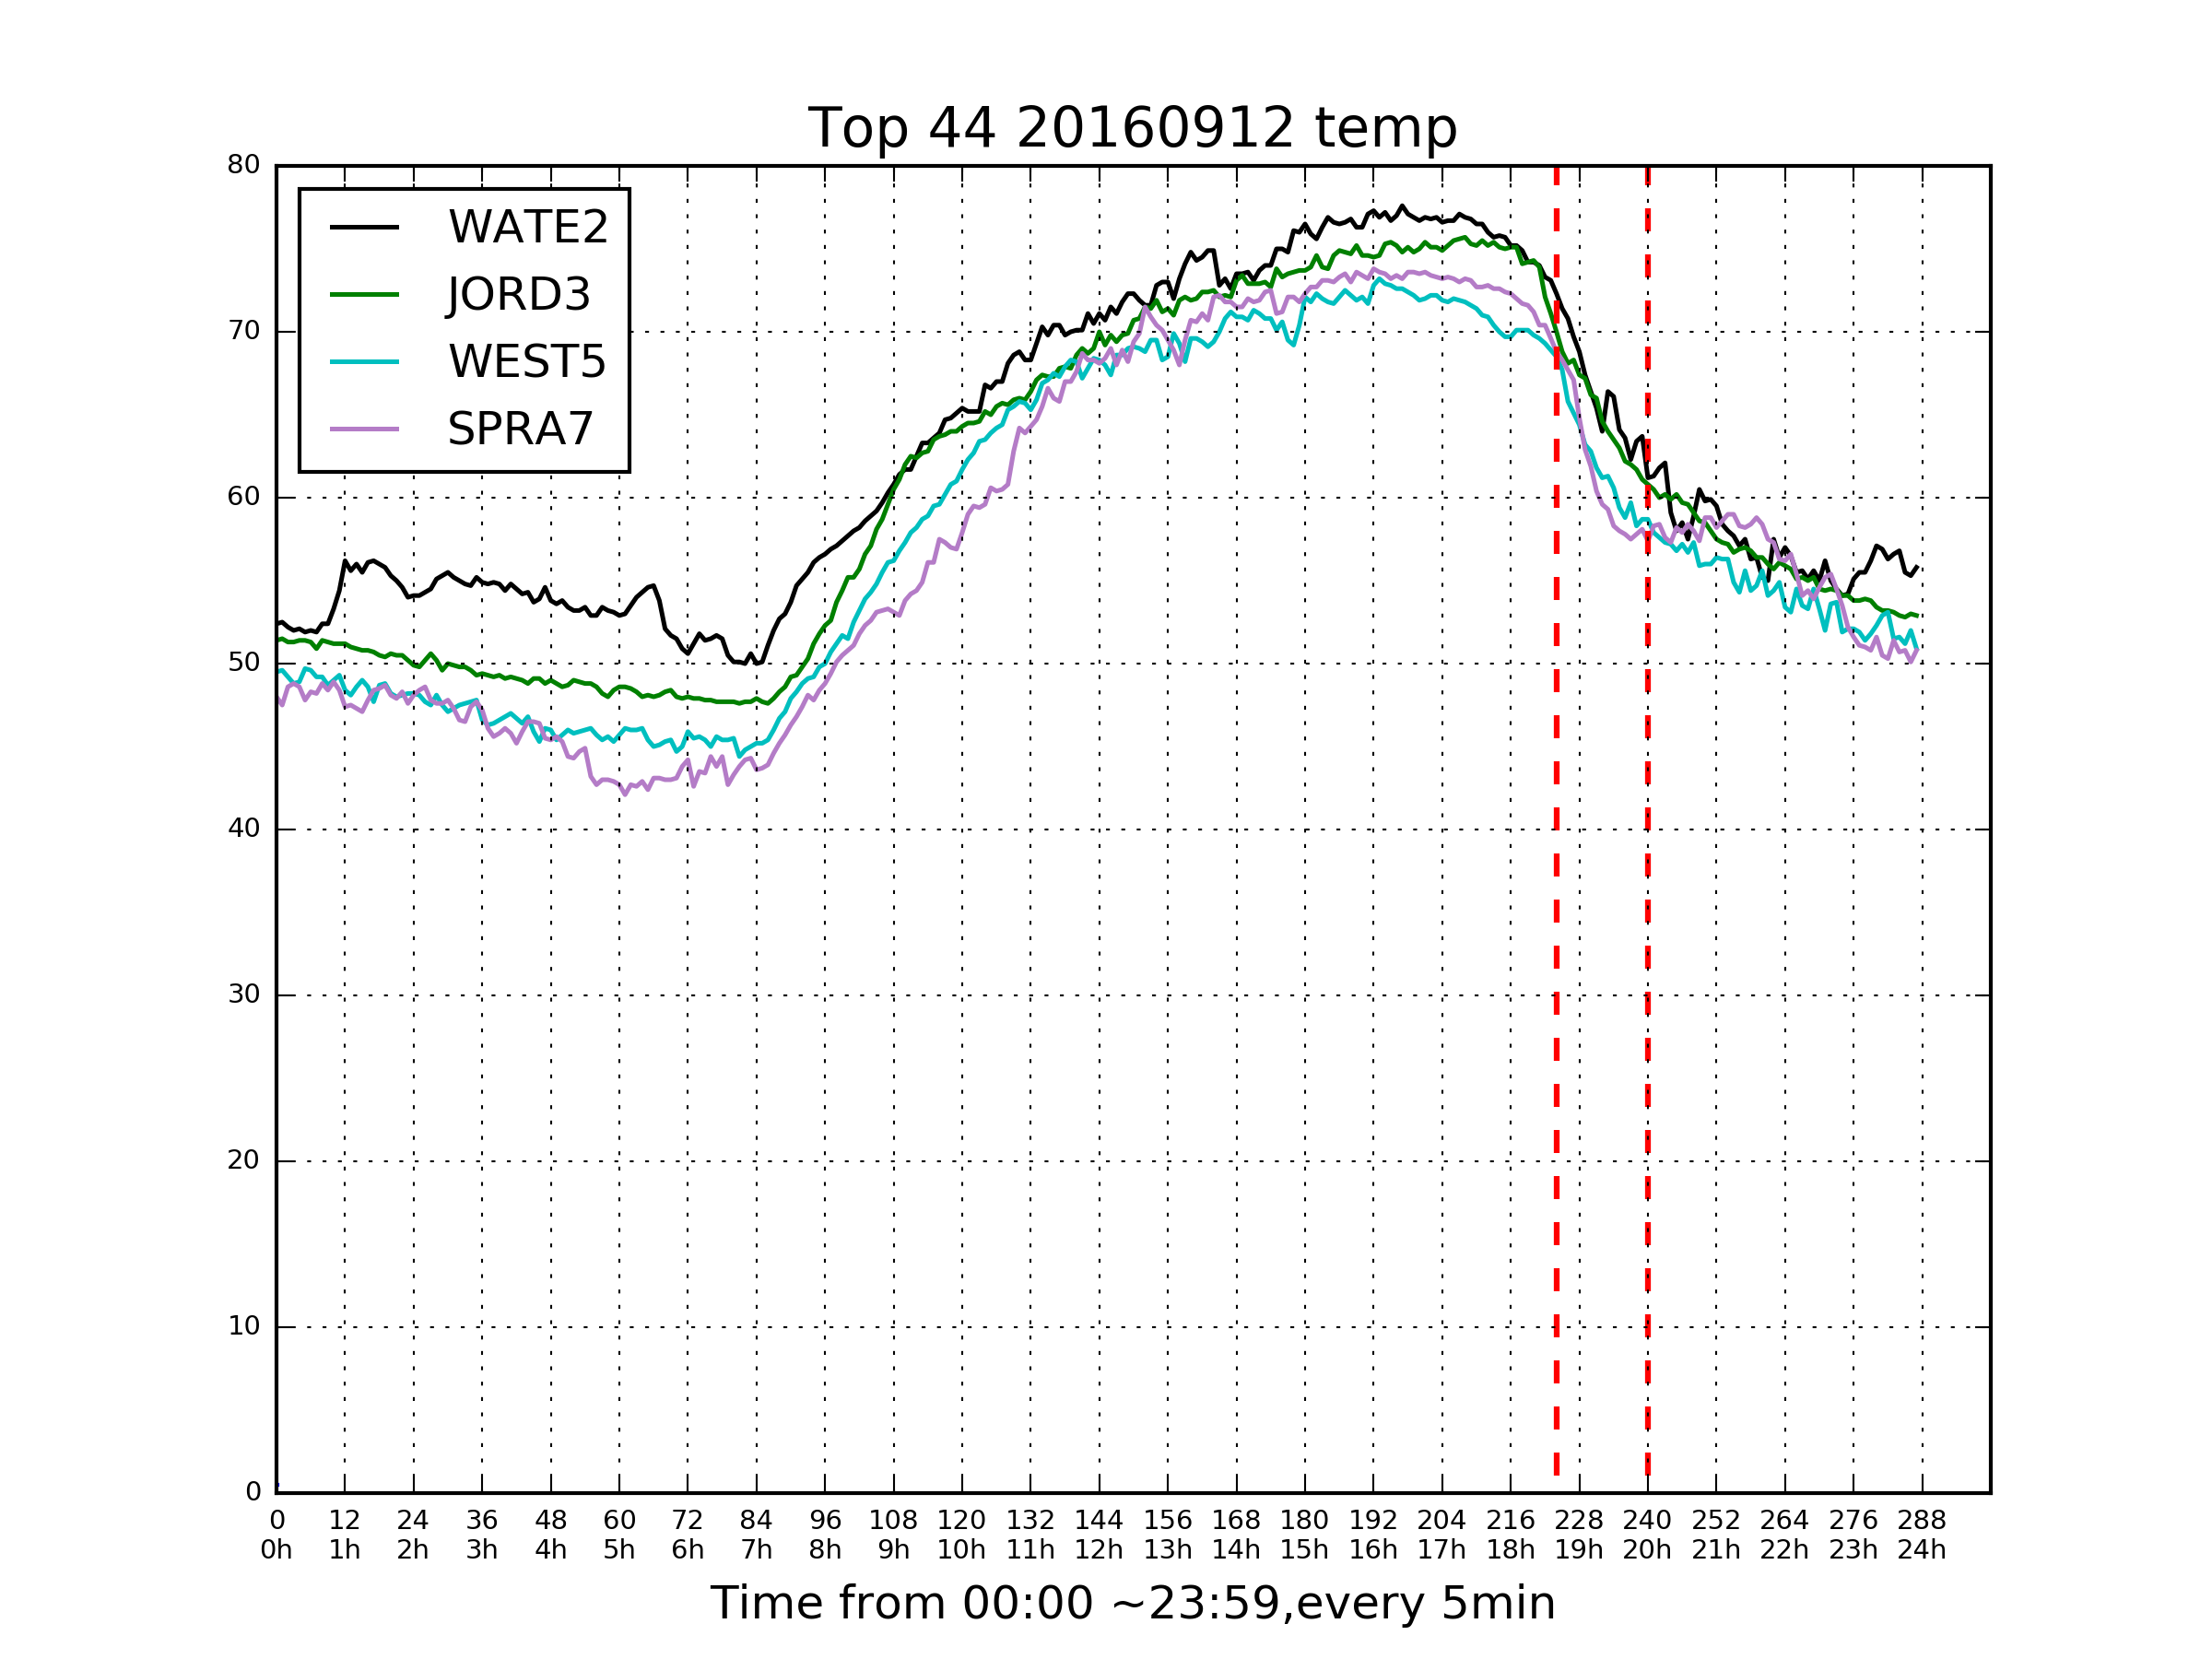 Top 44 20160912 temp
80
70
60
50
40
30
20
10
0
WATE2
JORD3
WEST5
SPRA7
0 12 24 36 48 60 72 84 96 108 120 132 144 156 168 180 192 204 216 228 240 252 264 276 288
0h 1h 2h 3h 4h 5h 6h 7h 8h 9h 10h 11h 12h 13h 14h 15h 16h 17h 18h 19h 20h 21h 22h 23h 24h
Time from 00:00 ~23:59,every 5min